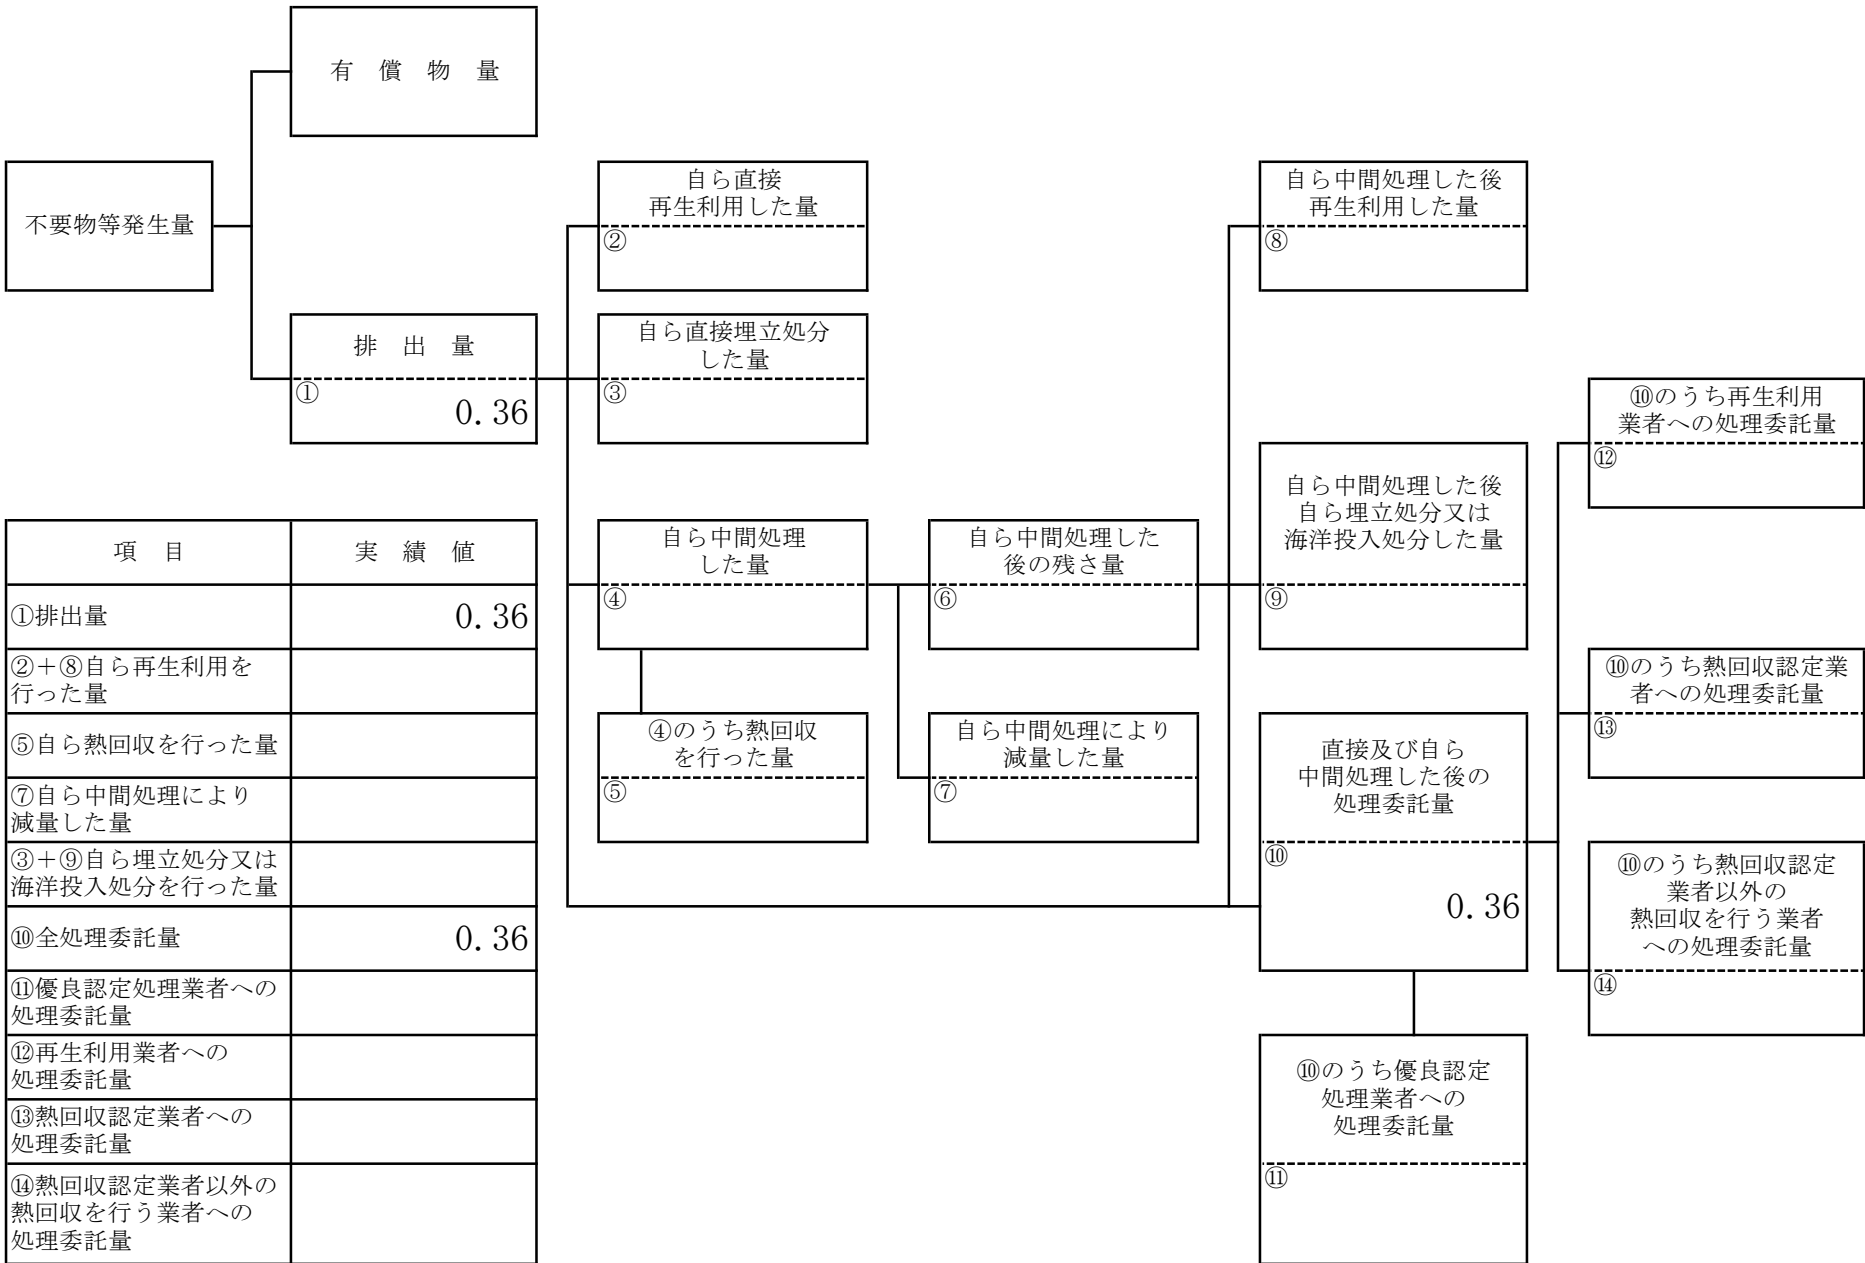 有　償　物　量
不要物等発生量
排　出　量
①
0.36
自ら直接
再生利用した量
②
自ら直接埋立処分
した量
③
自ら中間処理
した量
④
④のうち熱回収
を行った量
⑤
自ら中間処理した
後の残さ量
⑥
自ら中間処理により
減量した量
⑦
自ら中間処理した後
再生利用した量
⑧
自ら中間処理した後
自ら埋立処分又は
海洋投入処分した量
⑨
直接及び自ら
中間処理した後の
処理委託量
⑩
0.36
⑩のうち優良認定
処理業者への
処理委託量
⑪
⑩のうち再生利用
業者への処理委託量
⑫
⑩のうち熱回収認定業
者への処理委託量
⑬
⑩のうち熱回収認定
業者以外の
熱回収を行う業者
への処理委託量
⑭
項　目　実　績　値
①排出量　0.36
②＋⑧自ら再生利用を
行った量
⑤自ら熱回収を行った量
⑦自ら中間処理により
減量した量
③＋⑨自ら埋立処分又は
海洋投入処分を行った量
⑩全処理委託量　0.36
⑪優良認定処理業者への
処理委託量
⑫再生利用業者への
処理委託量
⑬熱回収認定業者への
処理委託量
⑭熱回収認定業者以外の
熱回収を行う業者への
処理委託量